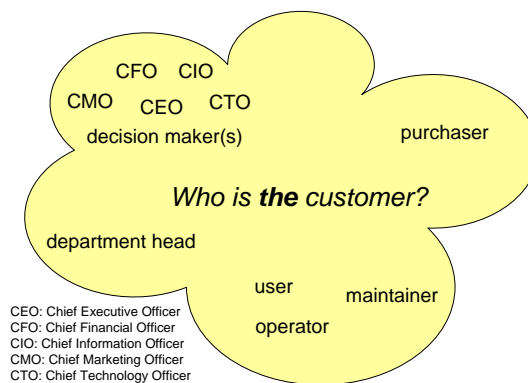 CFO CIO
CMO CEO CTO
decision maker(s)
purchaser
Who is the customer?
department head
user
maintainer
operator
CEO: Chief Executive Officer
CFO: Chief Financial Officer
CIO: Chief Information Officer
CMO: Chief Marketing Officer
CTO: Chief Technology Officer